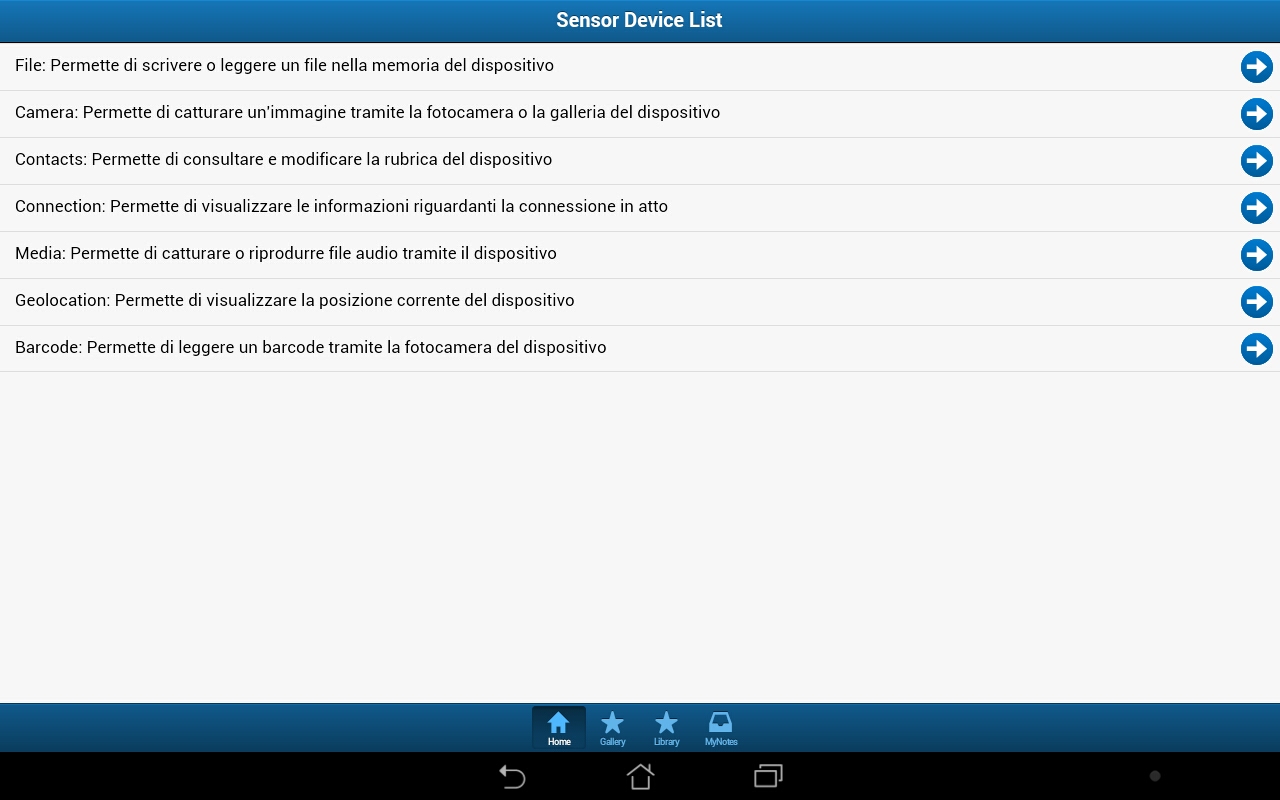 Sensor Device List
File: Permette di scrivere o leggere un file nella memoria del dispositivo
Camera: Permette di catturare un'immagine tramite la fotocamera o la galleria del dispositivo
Contacts: Permette di consultare e modificare la rubrica del dispositivo
Connection: Permette di visualizzare le informazioni riguardanti la connessione in atto
Media: Permette di catturare o riprodurre file audio tramite il dispositivo
Geolocation: Permette di visualizzare la posizione corrente del dispositivo
Barcode: Permette di leggere un barcode tramite la fotocamera del dispositivo
Home Gallery Library MyNotes